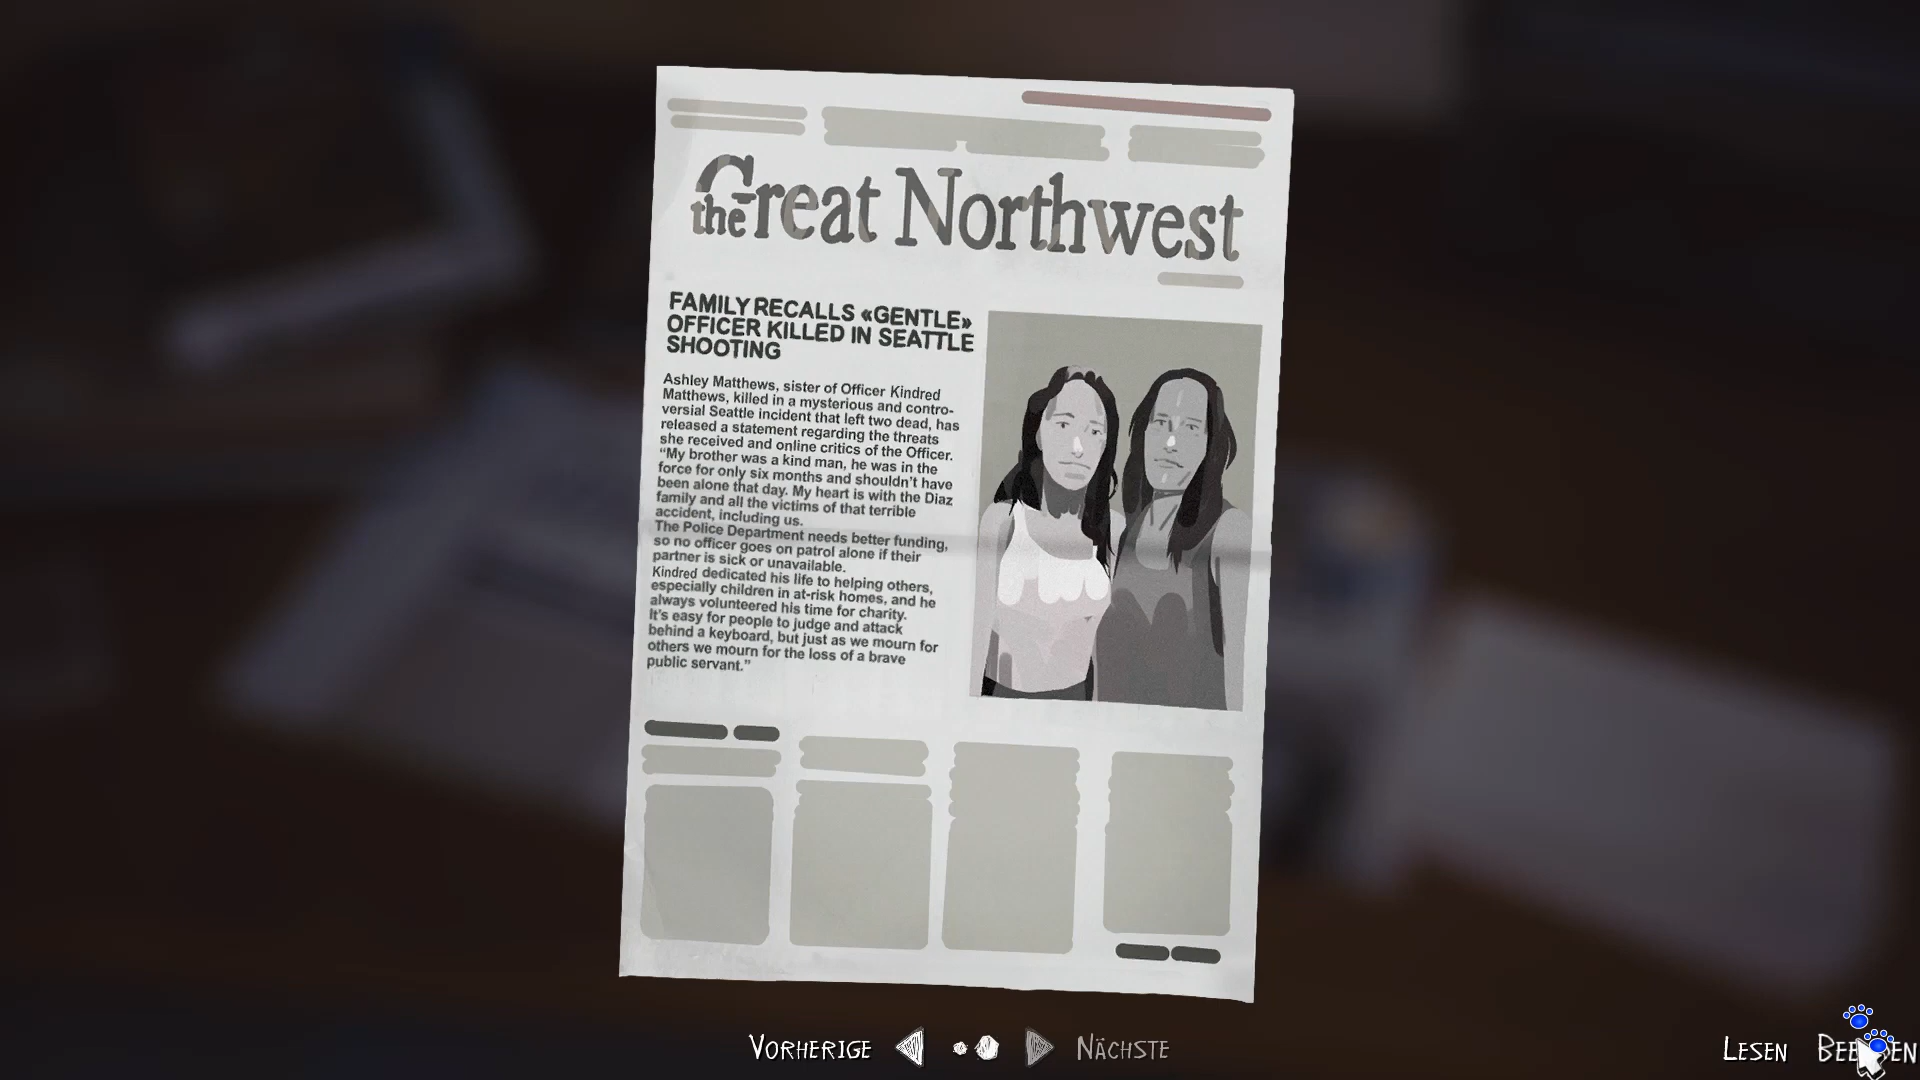 the Great Northwest
FAMILY RECALLS «GENTLE»
OFFICER KILLED IN SEATTLE
SHOOTING
Ashley Matthews, sister of Officer Kindred
Matthews, killed in a mysterious and contro-
versial Seattle incident that left two dead, has
released a statement regarding the threats
she received and online critics of the Officer.
“My brother was a kind man, he was in the
force for only six months and shouldn’t have
been alone that day. My heart is with the Diaz
family and all the victims of that terrible
accident, including us.
The Police Department needs better funding,
so no officer goes on patrol alone if their
partner is sick or unavailable.
Kindred dedicated his life to helping others,
especially children in at-risk homes, and he
always volunteered his time for charity.
It’s easy for people to judge and attack
behind a keyboard, but just as we mourn for
others we mourn for the loss of a brave
public servant.”
VORHERIGE NÄCHSTE
LESEN